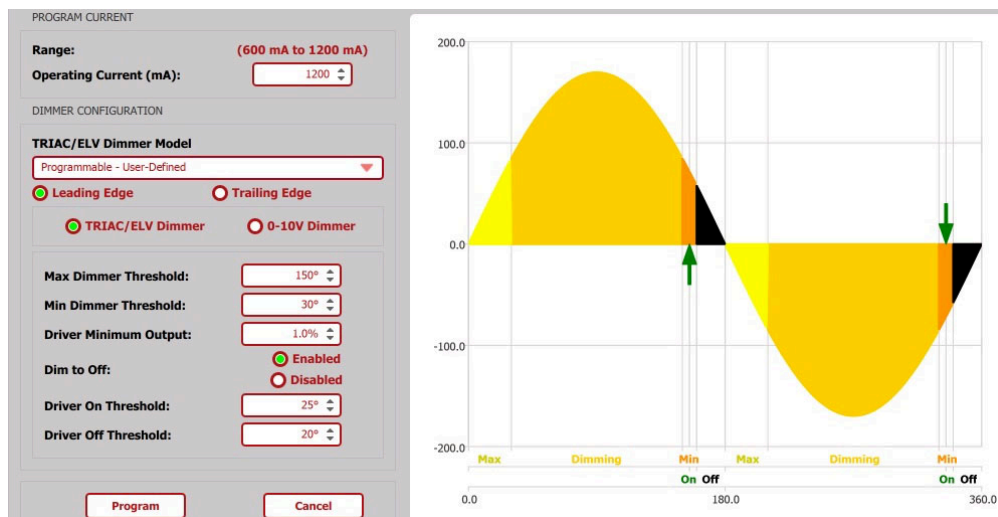 PROGRAM CURRENT
Range: (600 mA to 1200 mA)
Operating Current (mA): 1200
DIMMER CONFIGURATION
TRIAC/ELV Dimmer Model
Programmable - User-Defined
Leading Edge Trailing Edge
TRIAC/ELV Dimmer 0-10V Dimmer
Max Dimmer Threshold: 150°
Min Dimmer Threshold: 30°
Driver Minimum Output: 1.0%
Dim to Off: Enabled
Disabled
Driver On Threshold: 25°
Driver Off Threshold: 20°
Program Cancel
200.0
100.0
0.0
-100.0
-200.0
Max Dimming Min Max Dimming Min
On Off On Off
0.0 180.0 360.0